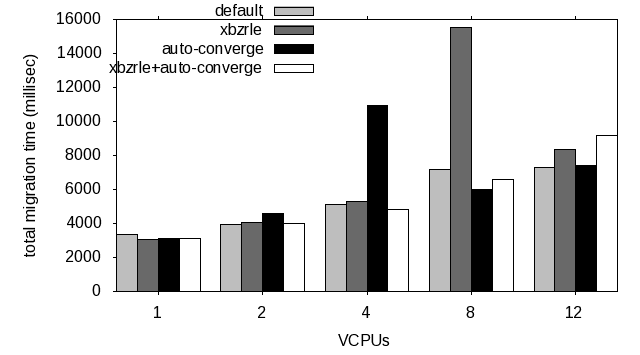 default
xbzrle
auto-converge
xbzrle+auto-converge
16000
14000
12000
10000
8000
6000
4000
2000
0
total migration time (millisec)
1 2 4 8 12
VCPUs